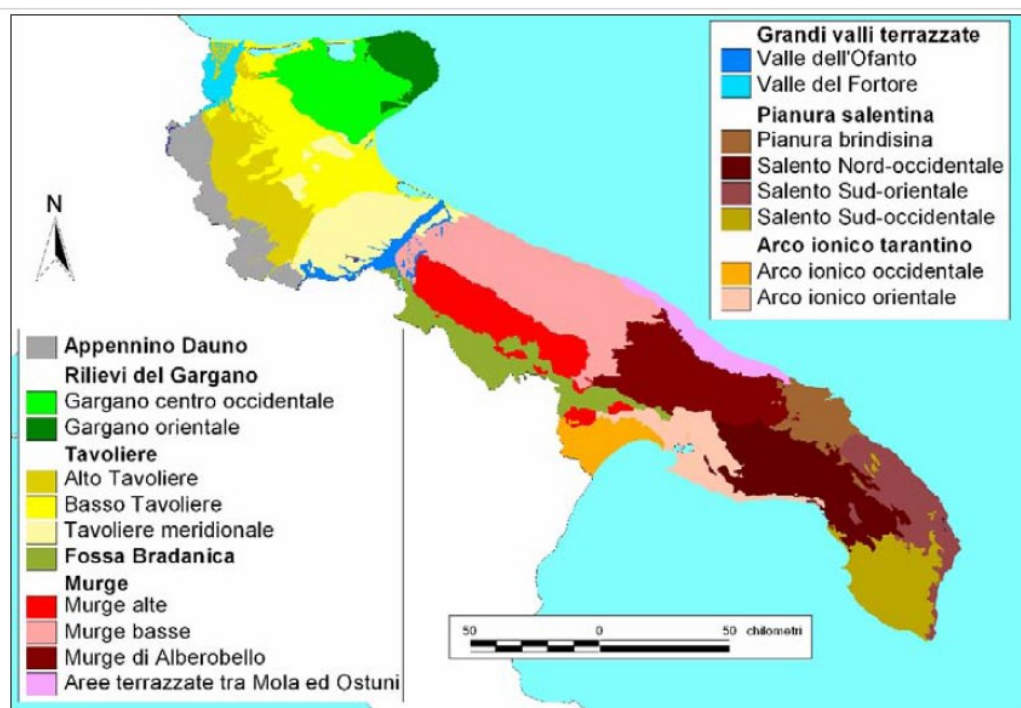 Grandi valli terrazzate
Valle dell'Ofanto
Valle del Fortore
Pianura salentina
Pianura brindisina
Salento Nord-occidentale
Salento Sud-orientale
Salento Sud-occidentale
Arco ionico tarantino
Arco ionico occidentale
Arco ionico orientale
N
Appennino Dauno
Rilievi del Gargano
Gargano centro occidentale
Gargano orientale
Tavoliere
Alto Tavoliere
Basso Tavoliere
Tavoliere meridionale
Fossa Bradanica
Murge
Murge alte
Murge basse
Murge di Alberobello
Aree terrazzate tra Mola ed Ostuni
50 0 50 chilometri